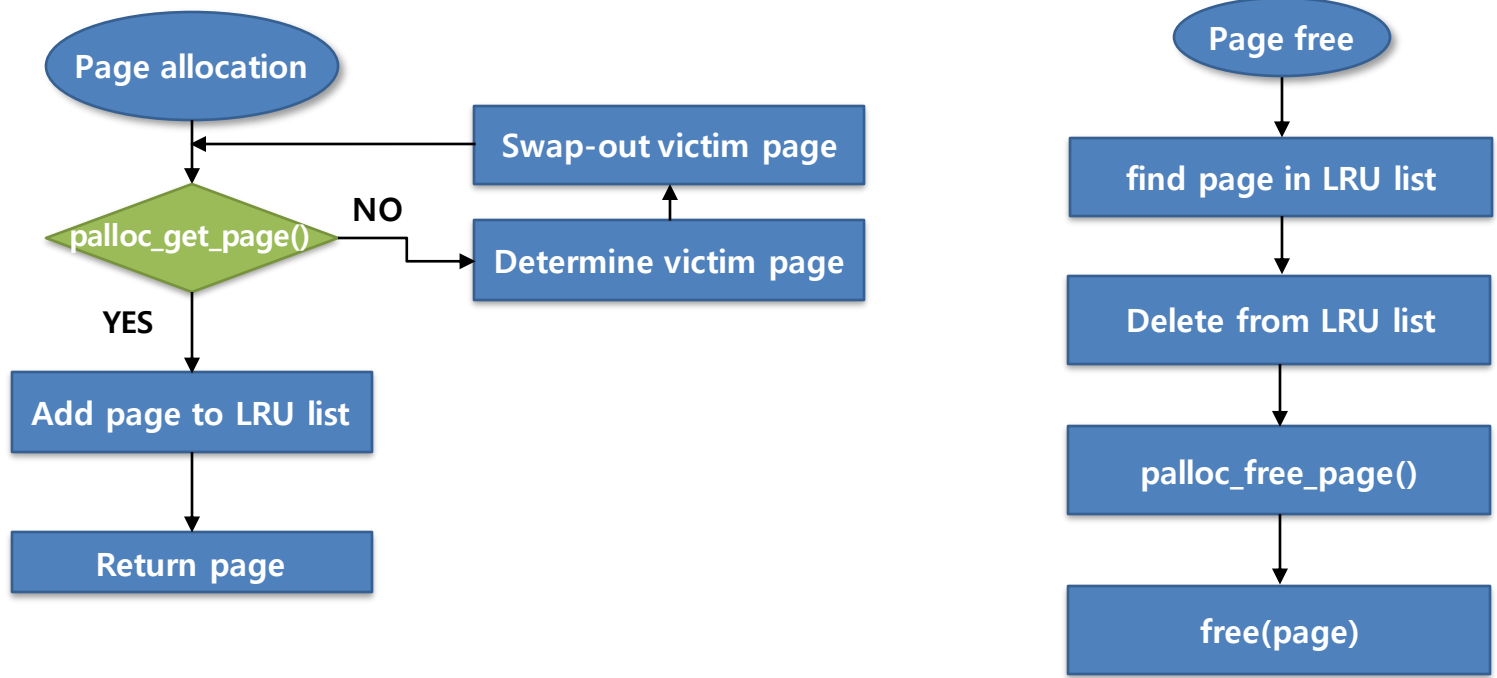 Page allocation
Swap-out victim page
palloc_get_page()
NO
Determine victim page
YES
Add page to LRU list
Return page
Page free
find page in LRU list
Delete from LRU list
palloc_free_page()
free(page)